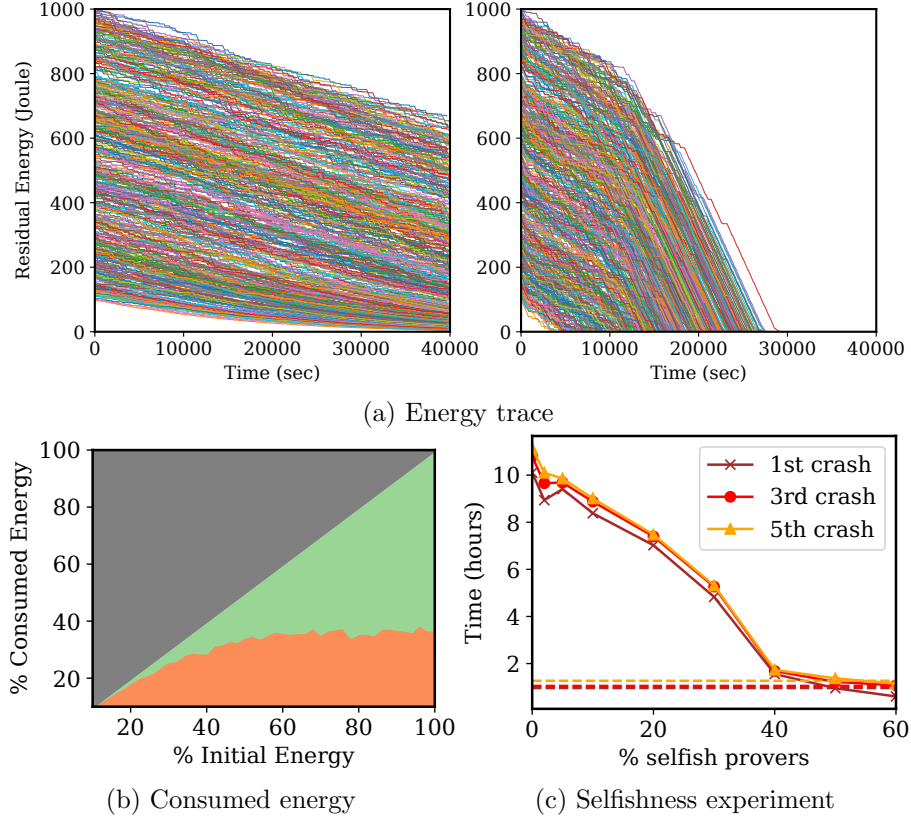 1000
800
600
400
200
0
Residual Energy (Joule)
0 10000 20000 30000 40000
Time (sec)
1000
800
600
400
200
0
0 10000 20000 30000 40000
Time (sec)
(a) Energy trace
100
80
60
40
20
% Consumed Energy
20 40 60 80 100
% Initial Energy
(b) Consumed energy
10
8
6
4
2
Time (hours)
1st crash
3rd crash
5th crash
0 20 40 60
% selfish provers
(c) Selfishness experiment